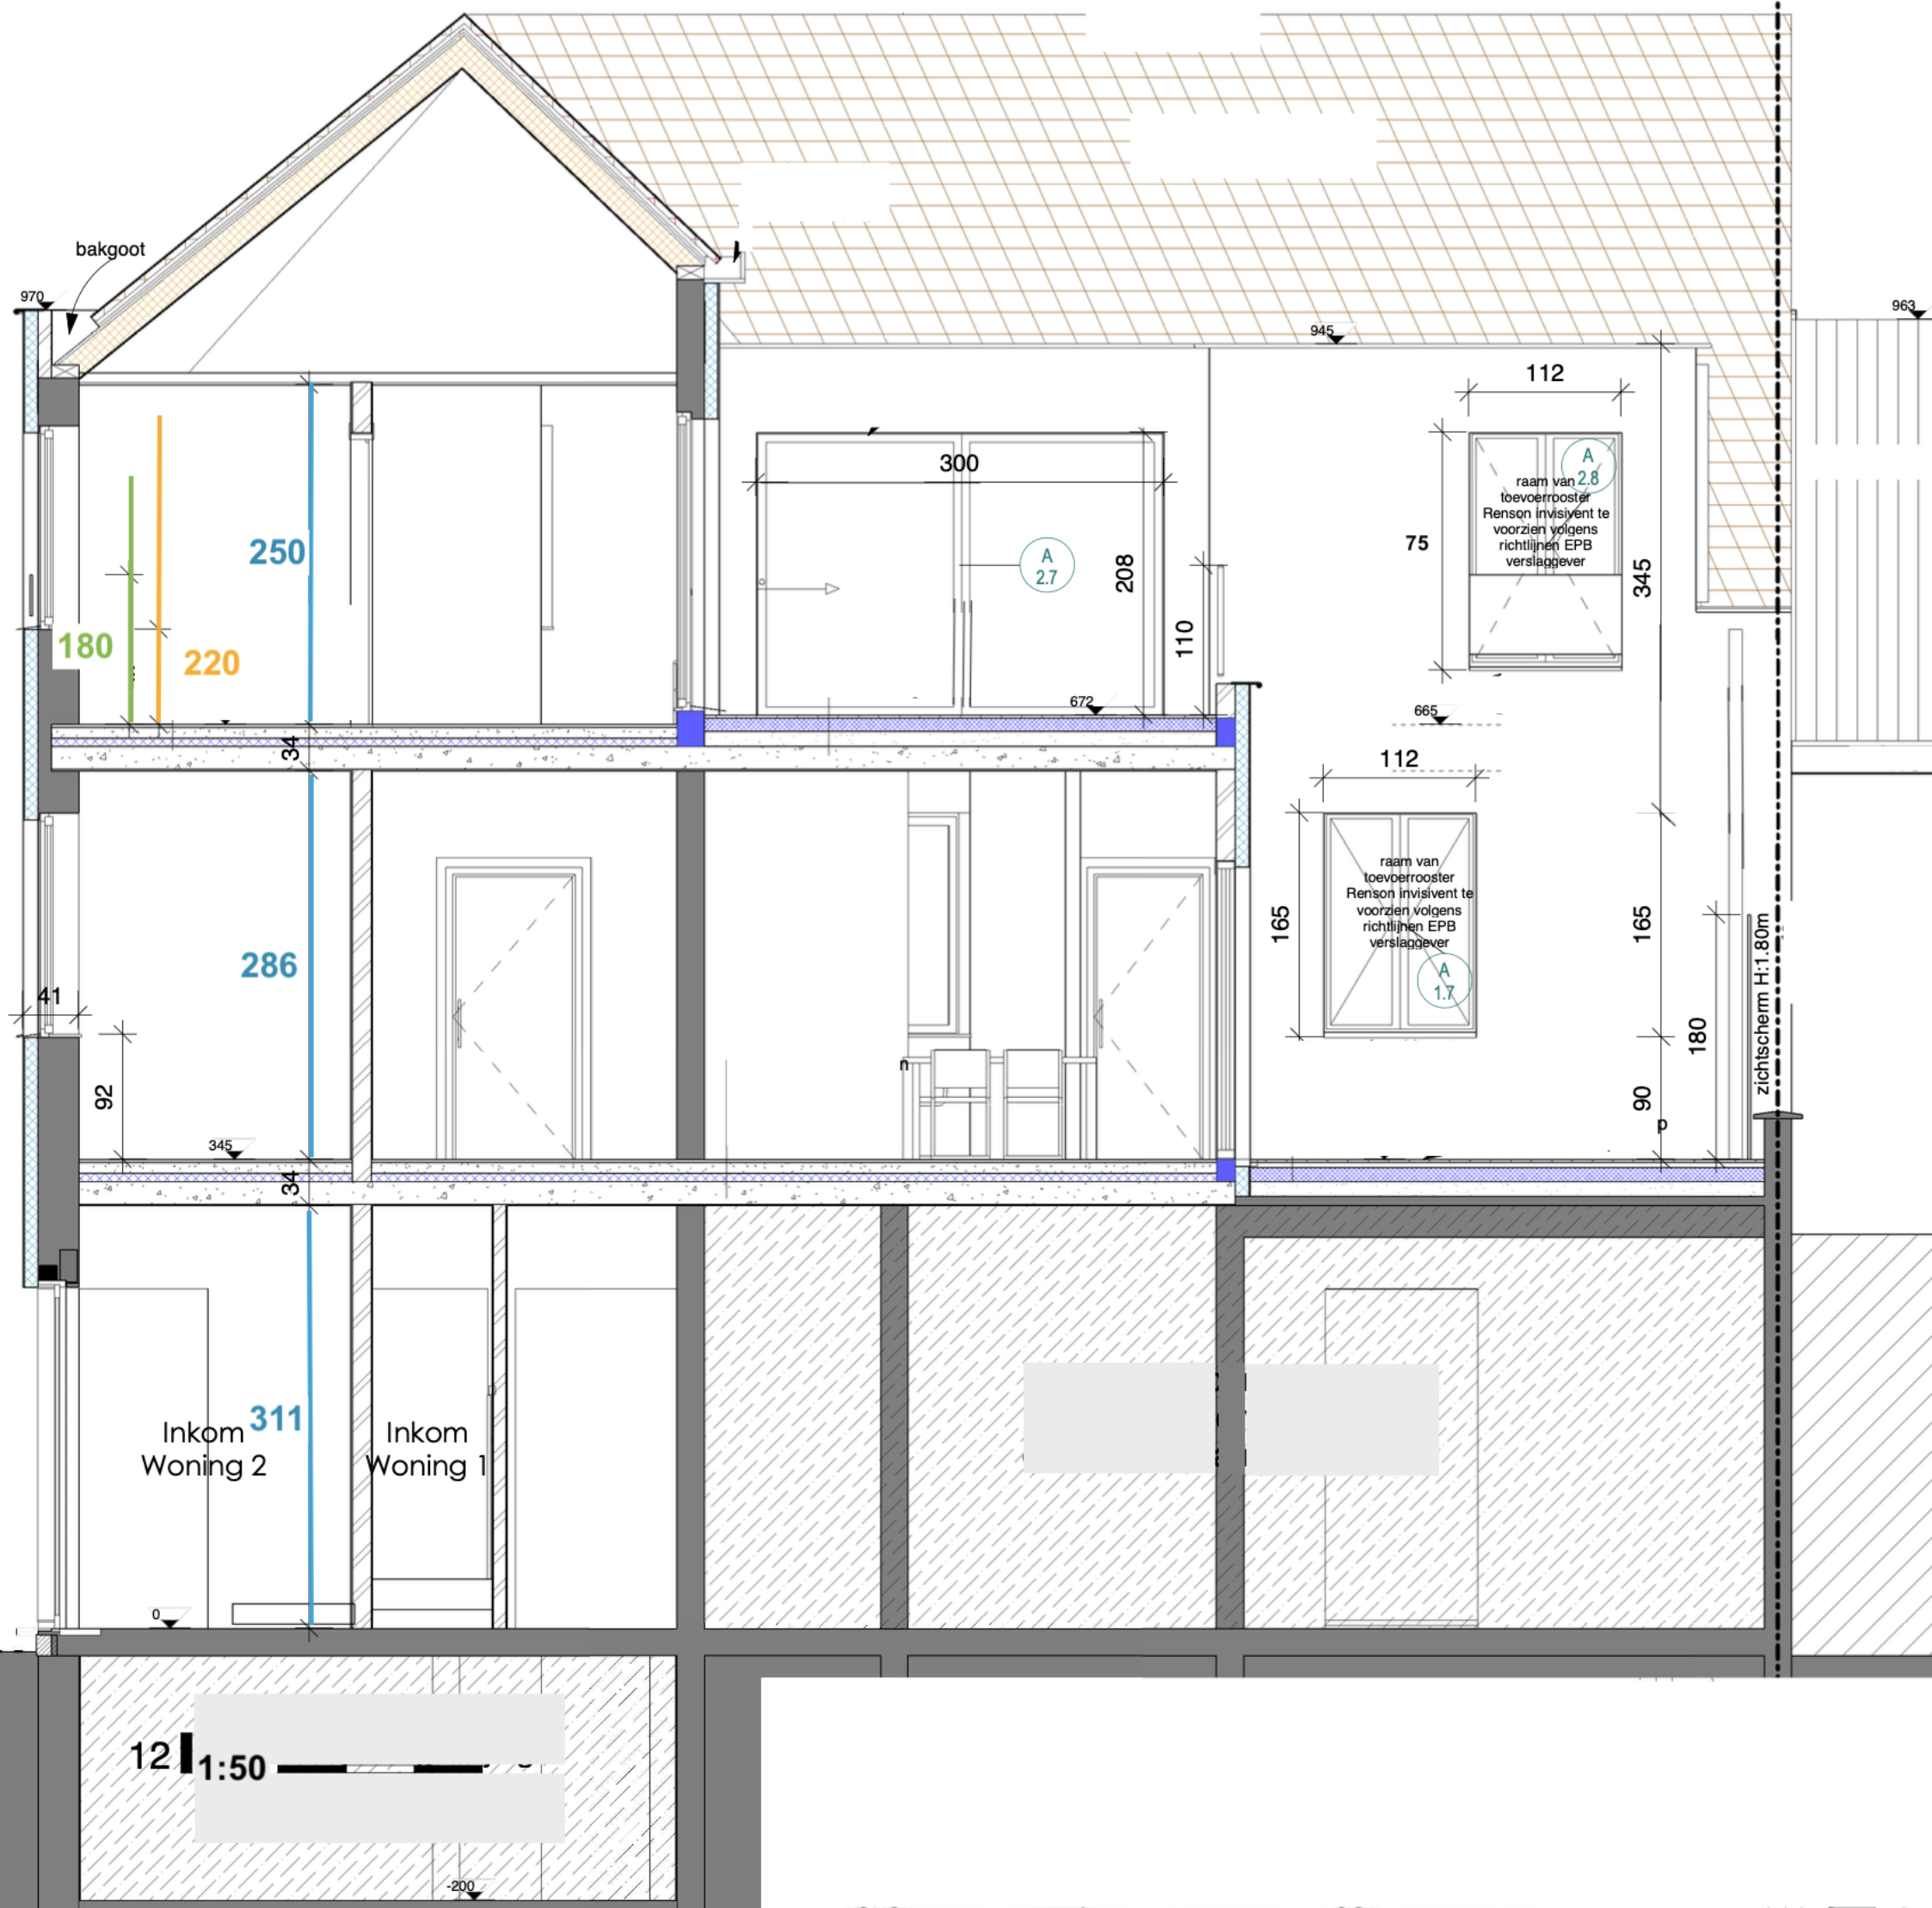 bakgoot
970
963
945
112
300
A
2.8
raam van
toevoerrooster
Renson invisivent te
voorzien volgens
richtlijnen EPB
verslaggever
75
250
A
2.7
208
345
110
180
220
672
665
34
112
raam van
toevoerrooster
Renson invisivent te
voorzien volgens
richtlijnen EPB
verslaggever
165
165
286
A
1.7
41
zichtscherm H:1.80m
180
92
n
90
p
345
34
311
Inkom
Woning 2
Inkom
Woning 1
0
12
1:50
-200